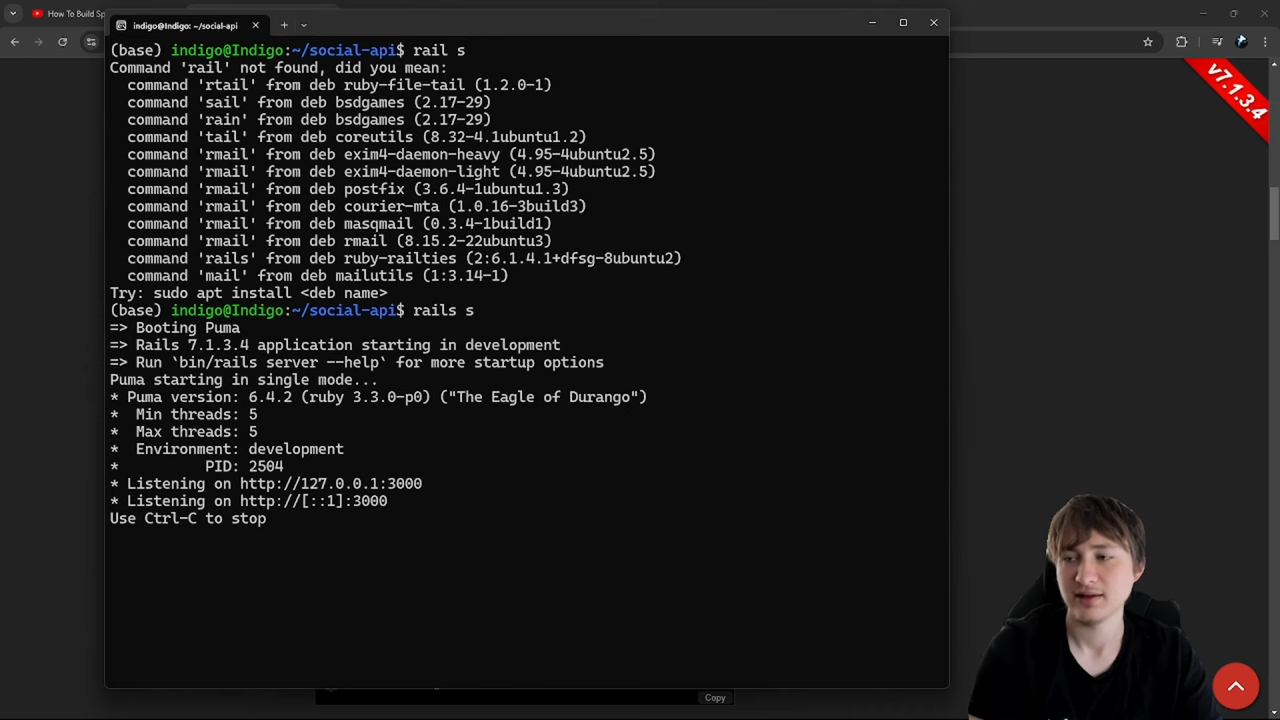 How To Build Sp
indigo@Indigo: ~/social-api
(base) indigo@Indigo:~/social-api$ rail s
Command 'rail' not found, did you mean:
command 'rtail' from deb ruby-file-tail (1.2.0-1)
command 'sail' from deb bsdgames (2.17-29)
command 'rain' from deb bsdgames (2.17-29)
command 'tail' from deb coreutils (8.32-4.1ubuntu1.2)
command 'rmail' from deb exim4-daemon-heavy (4.95-4ubuntu2.5)
command 'rmail' from deb exim4-daemon-light (4.95-4ubuntu2.5)
command 'rmail' from deb postfix (3.6.4-1ubuntu1.3)
command 'rmail' from deb courier-mta (1.0.16-3build3)
command 'rmail' from deb masqmail (0.3.4-1build1)
command 'rmail' from deb rmail (8.15.2-22ubuntu3)
command 'rails' from deb ruby-railties (2:6.1.4.1+dfsg-8ubuntu2)
command 'mail' from deb mailutils (1:3.14-1)
Try: sudo apt install <deb name>
(base) indigo@Indigo:~/social-api$ rails s
=> Booting Puma
=> Rails 7.1.3.4 application starting in development
=> Run `bin/rails server --help` for more startup options
Puma starting in single mode...
* Puma version: 6.4.2 (ruby 3.3.0-p0) ("The Eagle of Durango")
* Min threads: 5
* Max threads: 5
* Environment: development
* PID: 2504
* Listening on http://127.0.0.1:3000
* Listening on http://[::1]:3000
Use Ctrl-C to stop
v7.1.3.4
Copy